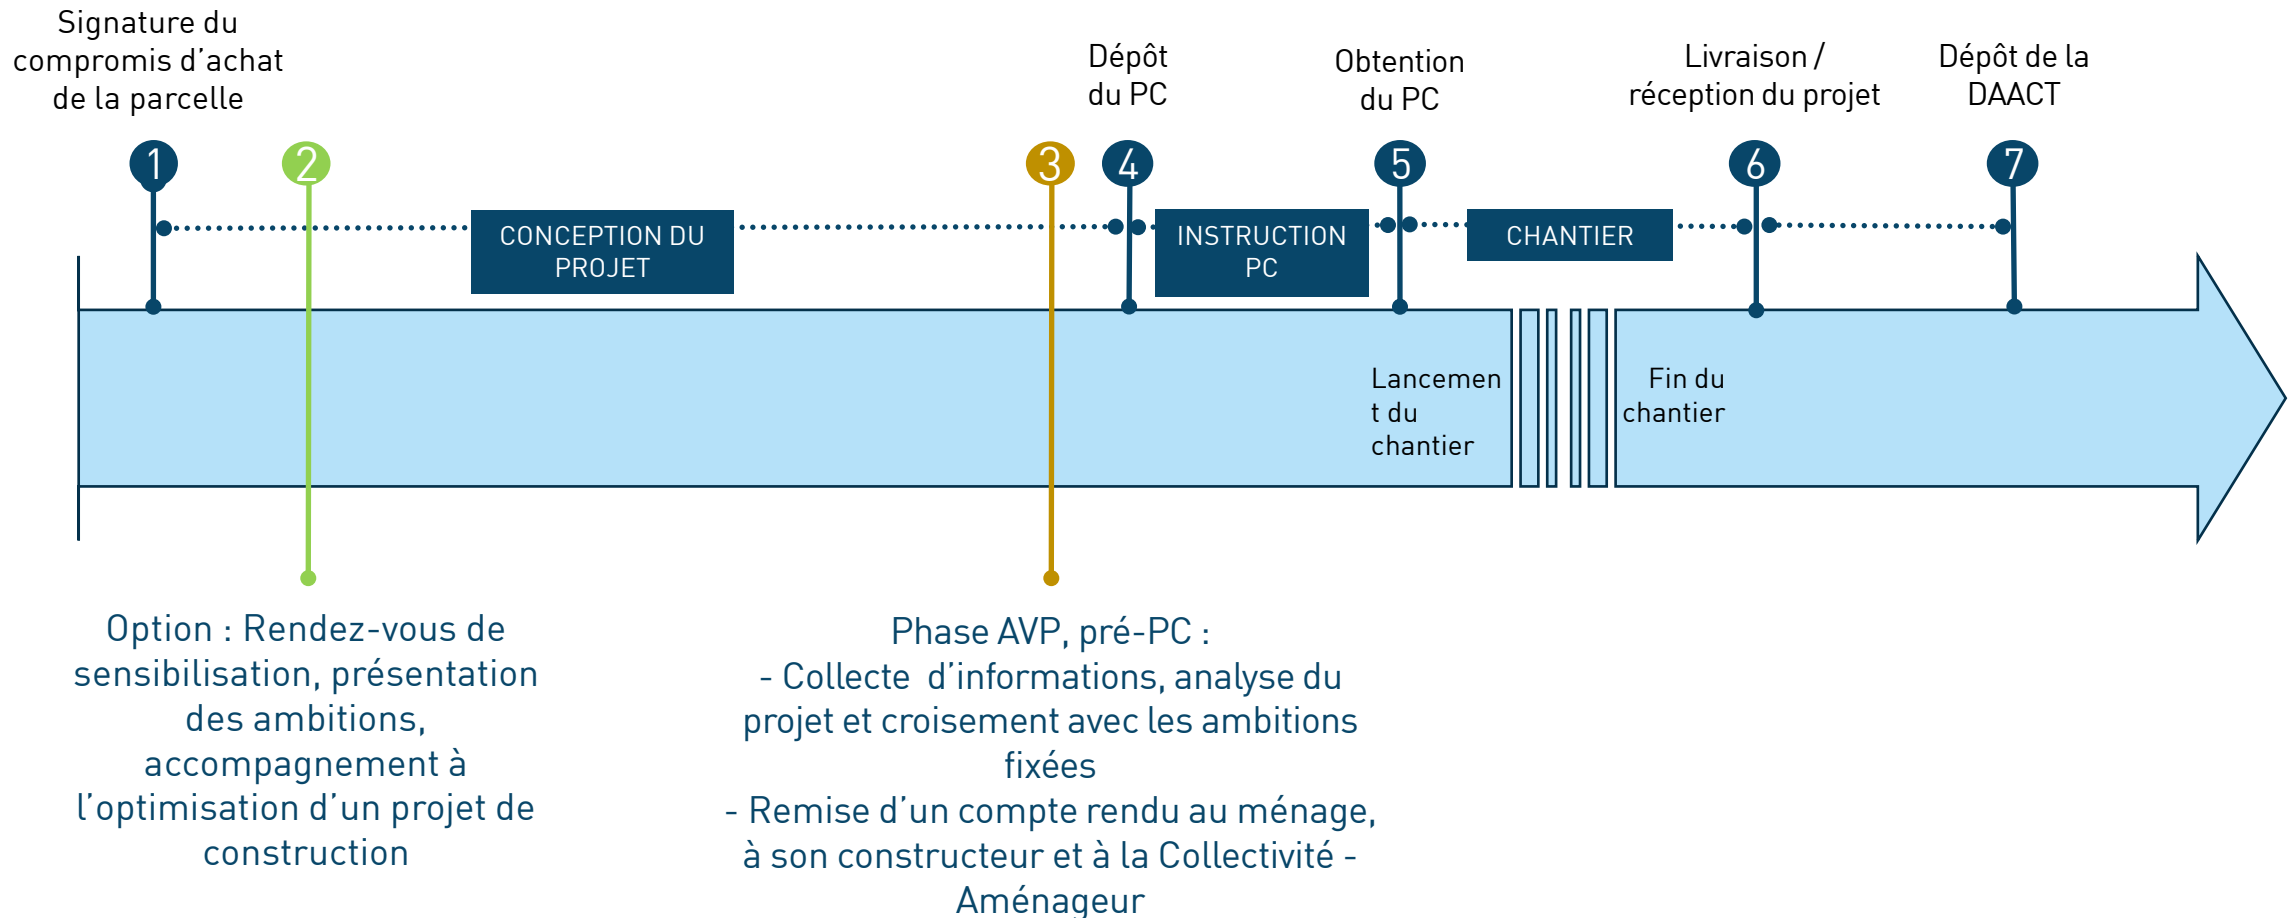 Signature du
compromis d’achat
de la parcelle
Dépôt
du PC
Obtention
du PC
Livraison /
réception du projet
Dépôt de la
DAACT
1
2
3
4
5
6
7
CONCEPTION DU
PROJET
INSTRUCTION
PC
CHANTIER
Lancemen
t du
chantier
Fin du
chantier
Option : Rendez-vous de
sensibilisation, présentation
des ambitions,
accompagnement à
l’optimisation d’un projet de
construction
Phase AVP, pré-PC :
- Collecte  d’informations, analyse du
projet et croisement avec les ambitions
fixées
- Remise d’un compte rendu au ménage,
à son constructeur et à la Collectivité -
Aménageur